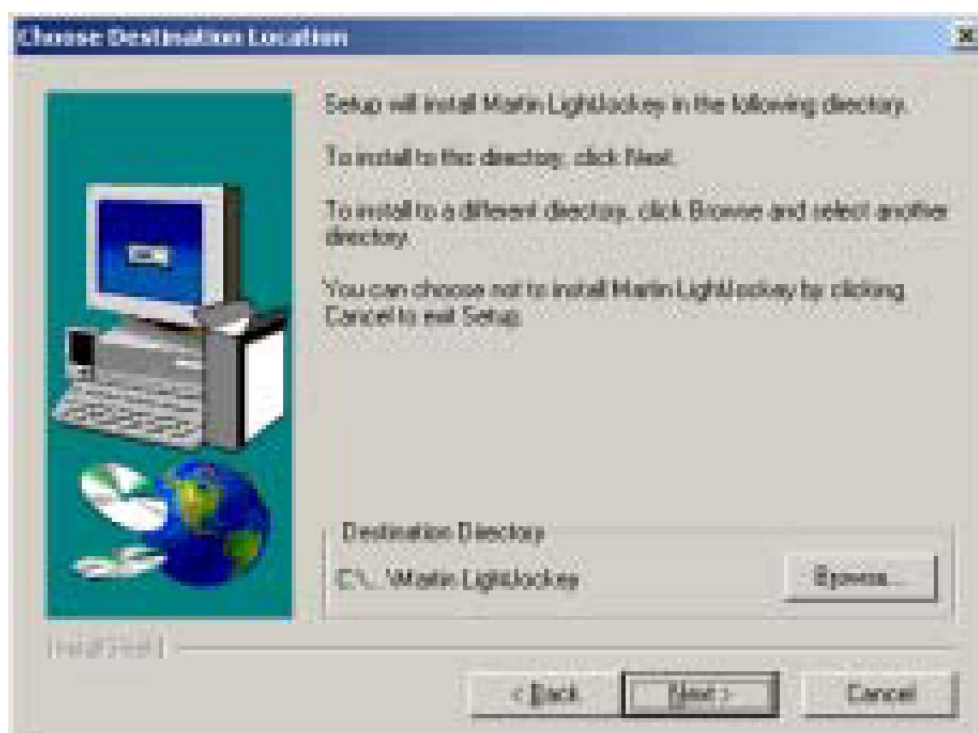 Choose Destination Location
Setup will install Martin LightJockey in the following directory.
To install to this directory, click Next.
To install to a different directory, click Browse and select another
directory.
You can choose not to install Martin LightJockey by clicking
Cancel to exit Setup.
Destination Directory
C:\...\Martin LightJockey
Browse...
InstallShield
< Back
Next >
Cancel